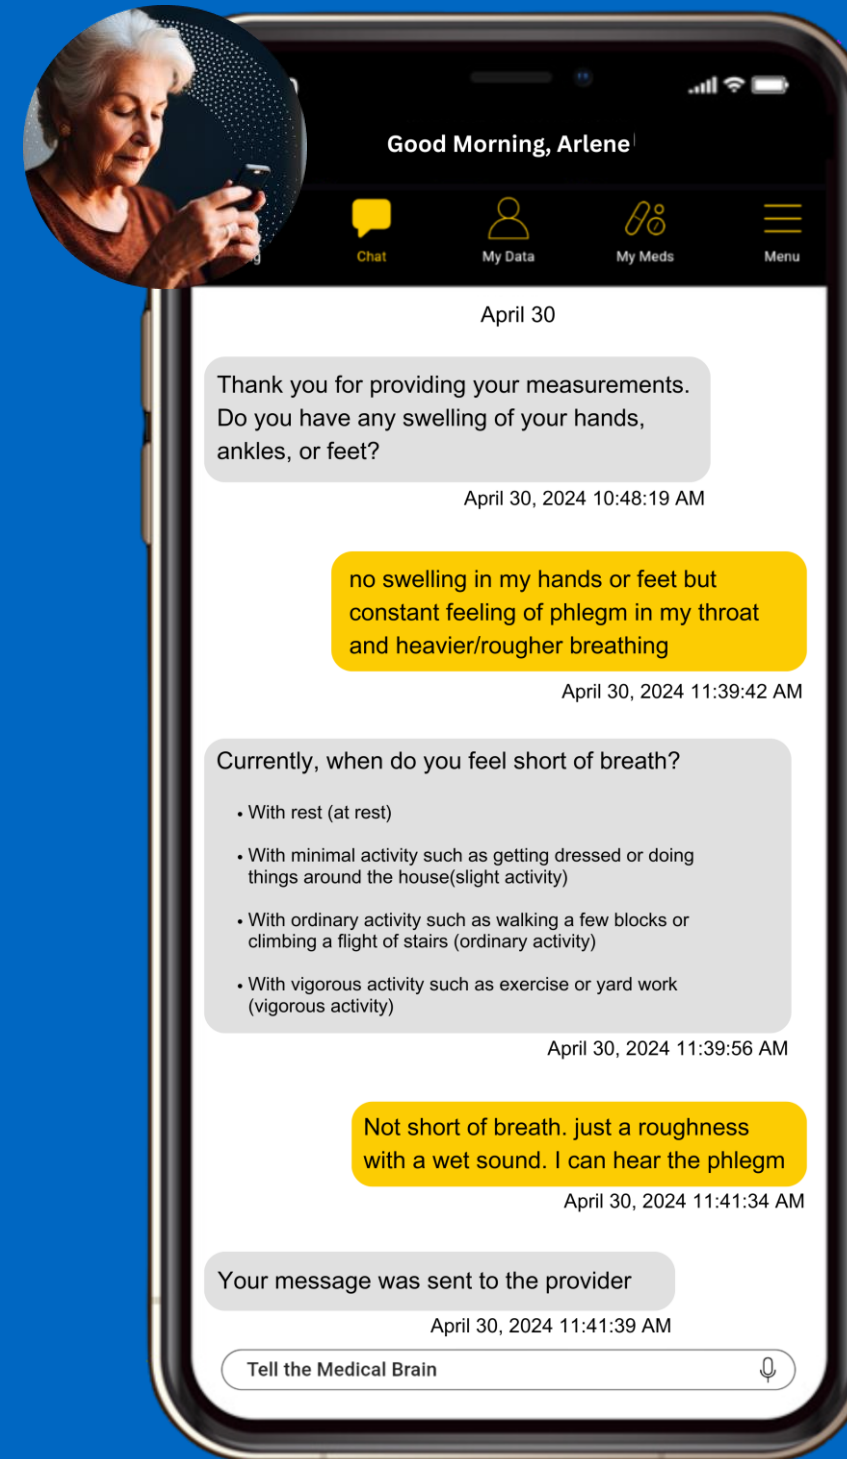 Good Morning, Arlene
Chat
My Data
My Meds
Menu
April 30
Thank you for providing your measurements.
Do you have any swelling of your hands,
ankles, or feet?
April 30, 2024 10:48:19 AM
no swelling in my hands or feet but
constant feeling of phlegm in my throat
and heavier/rougher breathing
April 30, 2024 11:39:42 AM
Currently, when do you feel short of breath?
• With rest (at rest)
• With minimal activity such as getting dressed or doing
things around the house(slight activity)
• With ordinary activity such as walking a few blocks or
climbing a flight of stairs (ordinary activity)
• With vigorous activity such as exercise or yard work
(vigorous activity)
April 30, 2024 11:39:56 AM
Not short of breath. just a roughness
with a wet sound. I can hear the phlegm
April 30, 2024 11:41:34 AM
Your message was sent to the provider
April 30, 2024 11:41:39 AM
Tell the Medical Brain